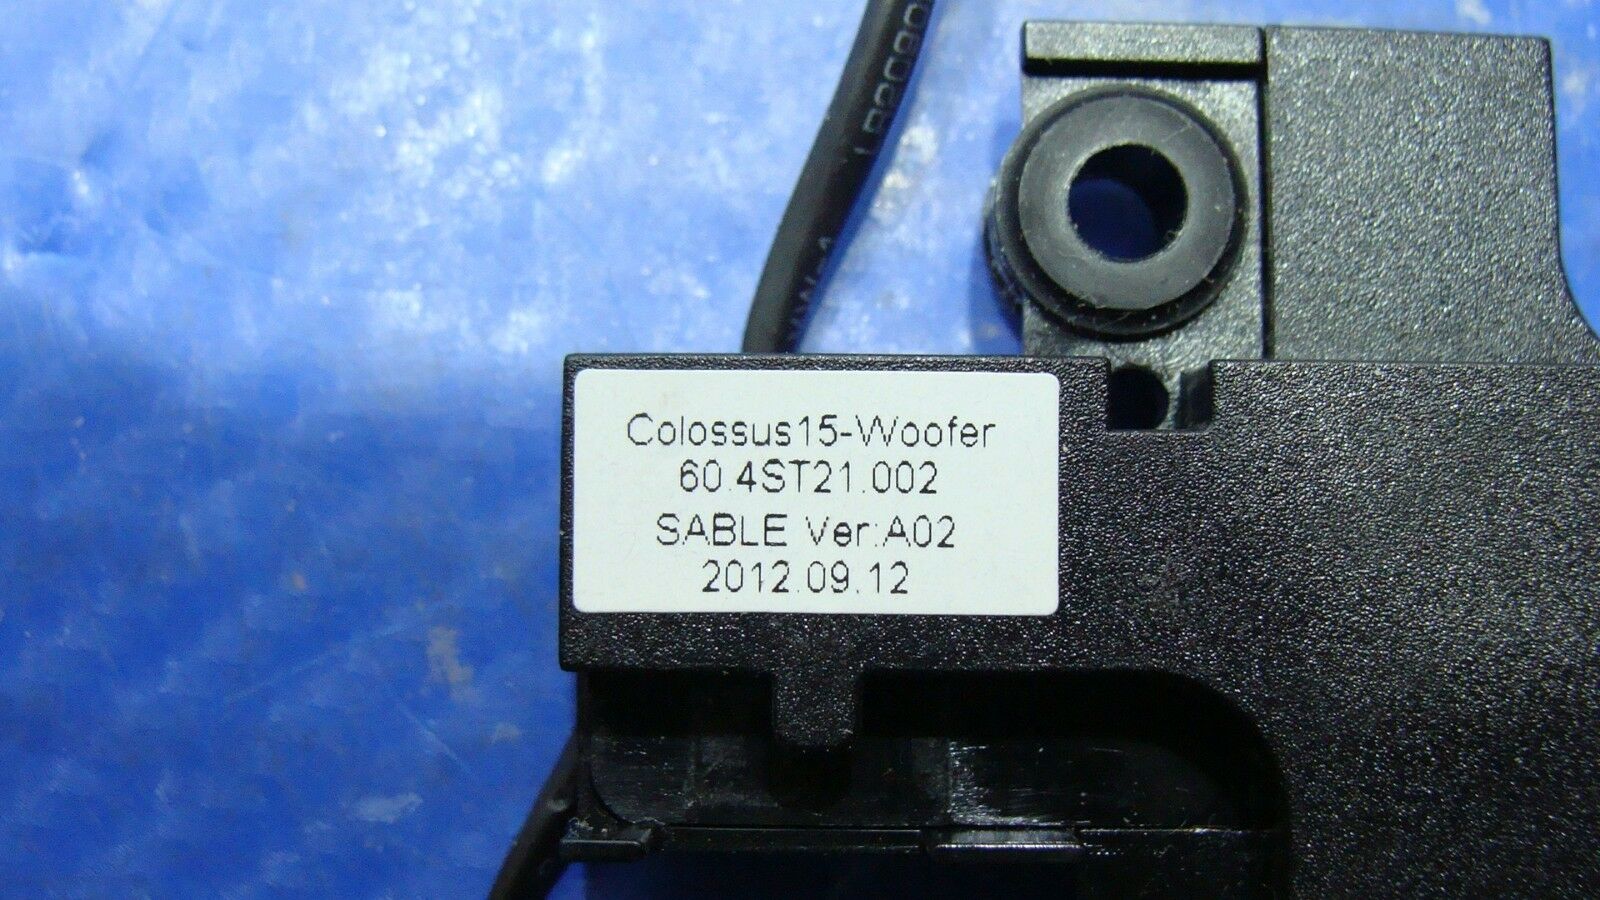 Colossus15-Woofer
60.4ST21.002
SABLE Ver:A02
2012.09.12